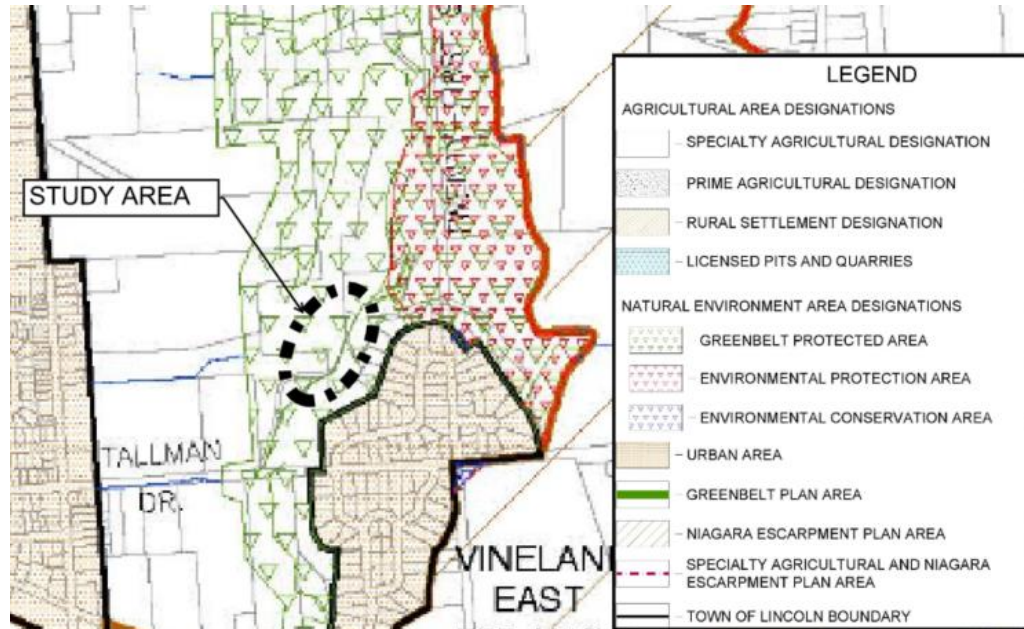 STUDY AREA
TALLMAN
DR.
VINELAN
EAST
LEGEND
AGRICULTURAL AREA DESIGNATIONS
SPECIALTY AGRICULTURAL DESIGNATION
PRIME AGRICULTURAL DESIGNATION
RURAL SETTLEMENT DESIGNATION
LICENSED PITS AND QUARRIES
NATURAL ENVIRONMENT AREA DESIGNATIONS
GREENBELT PROTECTED AREA
ENVIRONMENTAL PROTECTION AREA
ENVIRONMENTAL CONSERVATION AREA
URBAN AREA
GREENBELT PLAN AREA
NIAGARA ESCARPMENT PLAN AREA
SPECIALTY AGRICULTURAL AND NIAGARA
ESCARPMENT PLAN AREA
TOWN OF LINCOLN BOUNDARY